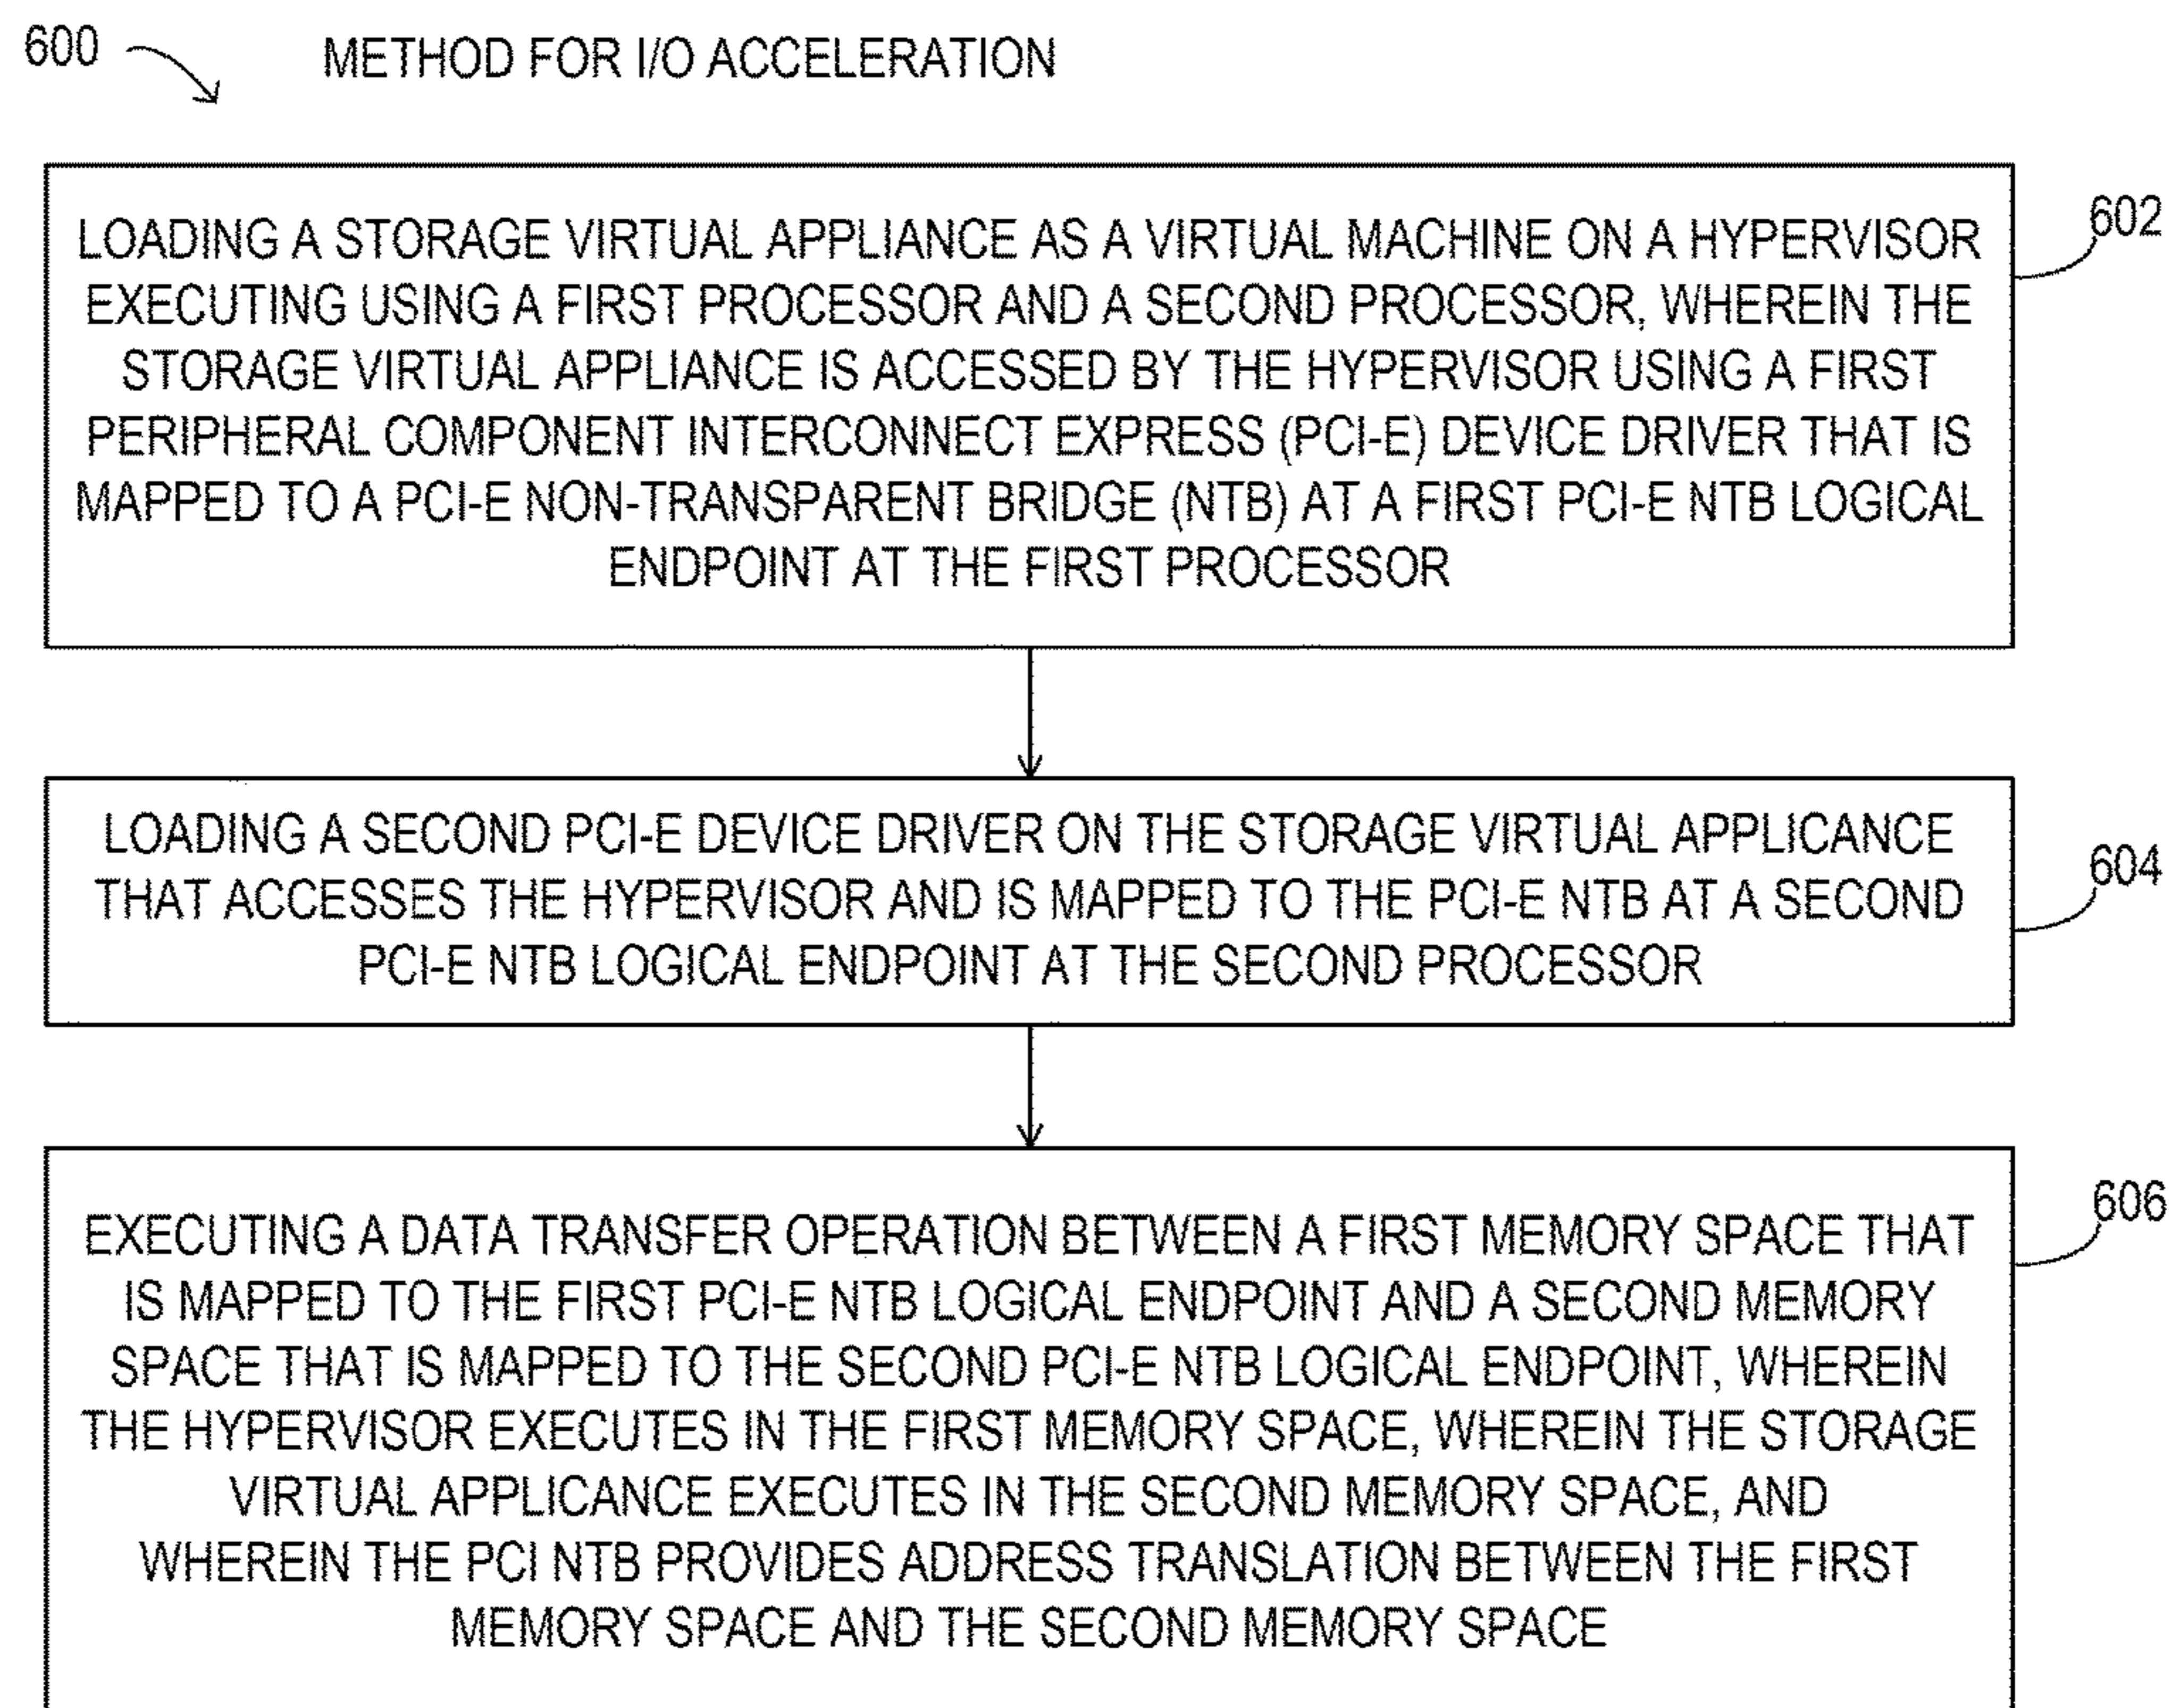 600
METHOD FOR I/O ACCELERATION
LOADING A STORAGE VIRTUAL APPLIANCE AS A VIRTUAL MACHINE ON A HYPERVISOR
602
EXECUTING USING A FIRST PROCESSOR AND A SECOND PROCESSOR, WHEREIN THE
STORAGE VIRTUAL APPLIANCE IS ACCESSED BY THE HYPERVISOR USING A FIRST
PERIPHERAL COMPONENT INTERCONNECT EXPRESS (PCI-E) DEVICE DRIVER THAT IS
MAPPED TO A PCI-E NON-TRANSPARENT BRIDGE (NTB) AT A FIRST PCI-E NTB LOGICAL
ENDPOINT AT THE FIRST PROCESSOR
LOADING A SECOND PCI-E DEVICE DRIVER ON THE STORAGE VIRTUAL APPLICANCE
604
THAT ACCESSES THE HYPERVISOR AND IS MAPPED TO THE PCI-E NTB AT A SECOND
PCI-E NTB LOGICAL ENDPOINT AT THE SECOND PROCESSOR
606
EXECUTING A DATA TRANSFER OPERATION BETWEEN A FIRST MEMORY SPACE THAT
IS MAPPED TO THE FIRST PCI-E NTB LOGICAL ENDPOINT AND A SECOND MEMORY
SPACE THAT IS MAPPED TO THE SECOND PCI-E NTB LOGICAL ENDPOINT, WHEREIN
THE HYPERVISOR EXECUTES IN THE FIRST MEMORY SPACE, WHEREIN THE STORAGE
VIRTUAL APPLICANCE EXECUTES IN THE SECOND MEMORY SPACE, AND
WHEREIN THE PCI NTB PROVIDES ADDRESS TRANSLATION BETWEEN THE FIRST
MEMORY SPACE AND THE SECOND MEMORY SPACE